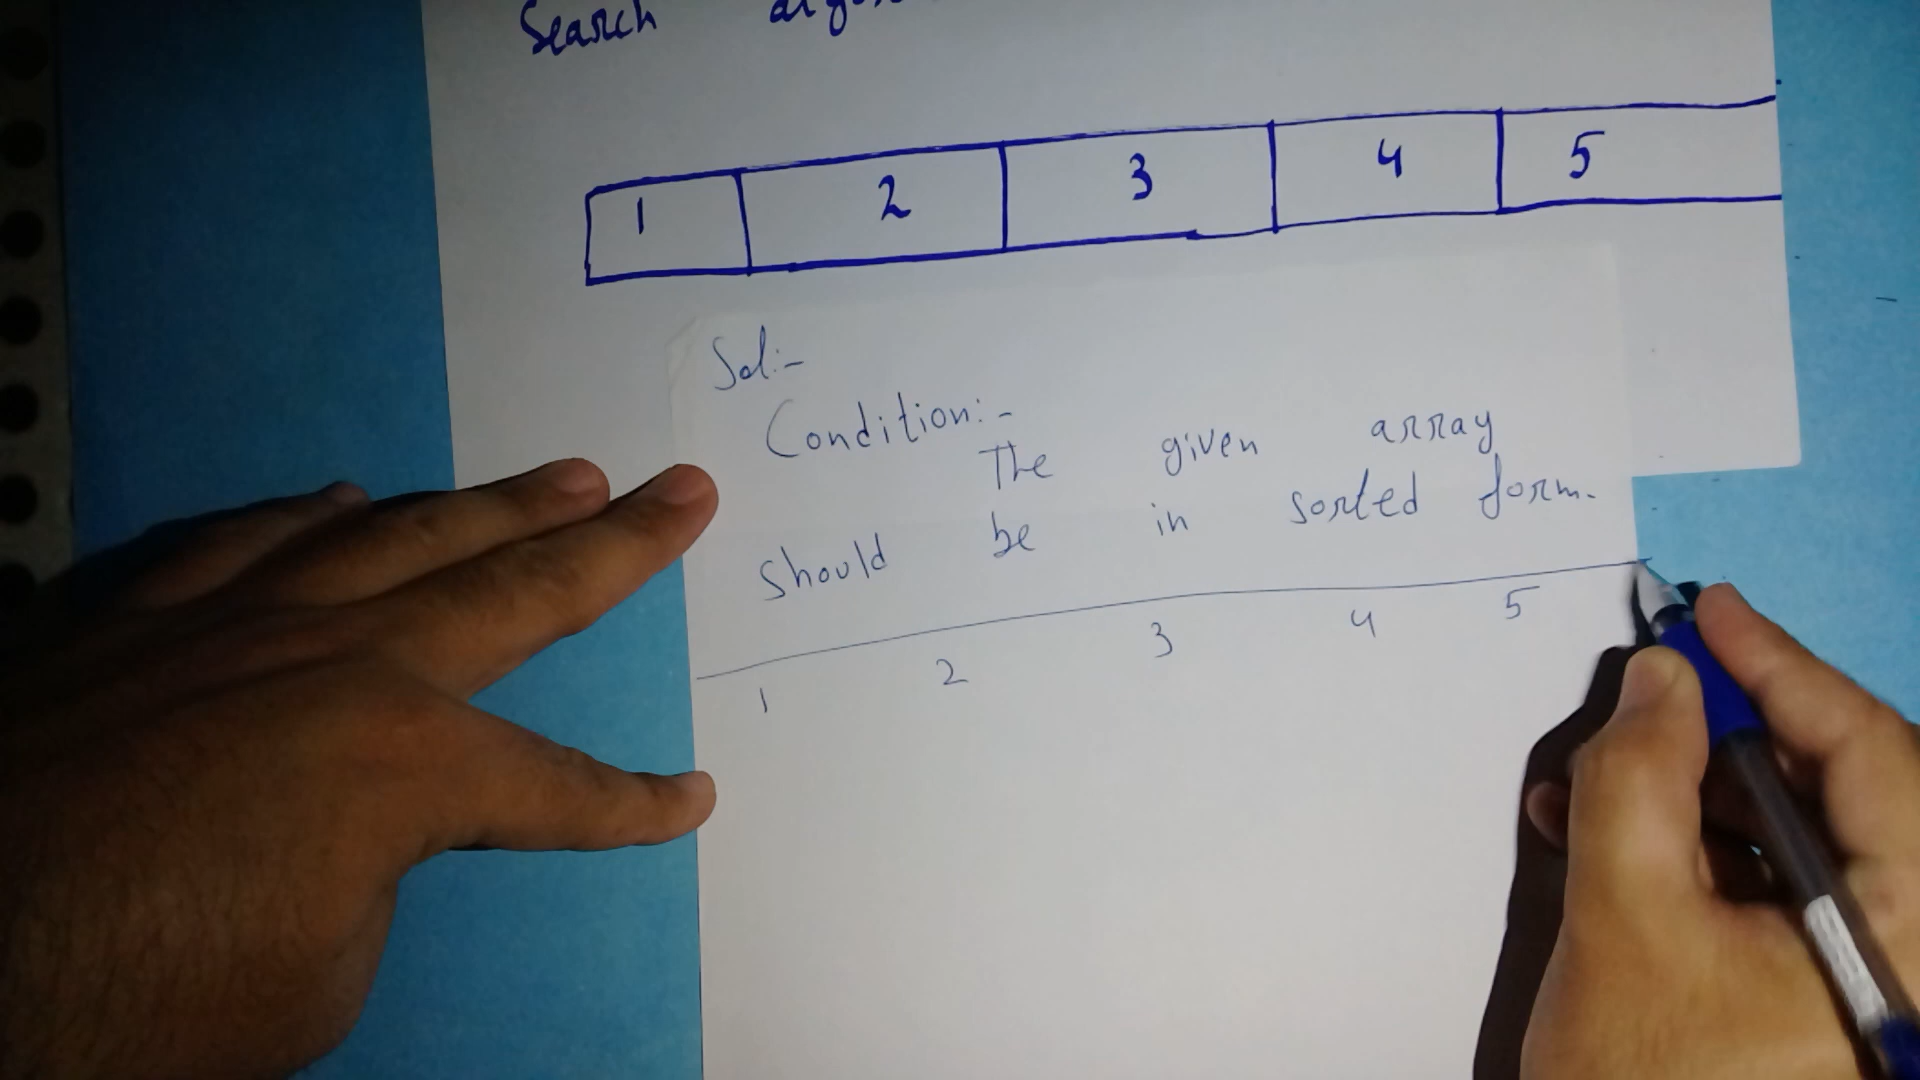 Search
1 2 3 4 5
Sol:-
Condition:-
The given array
should be in sorted form.
1 2 3 4 5